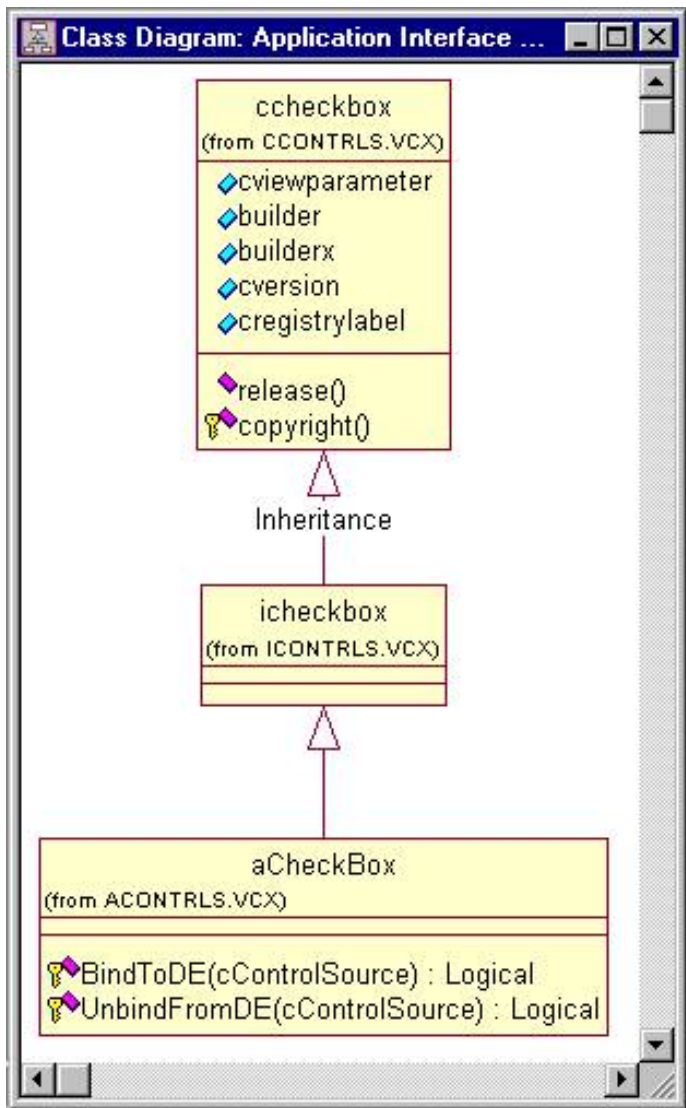 Class Diagram: Application Interface ...
ccheckbox
(from CCONTRLS.VCX)
cviewparameter
builder
builderx
cversion
cregistrylabel
release()
copyright()
Inheritance
icheckbox
(from ICONTRLS.VCX)
aCheckBox
(from ACONTRLS.VCX)
BindToDE(cControlSource) : Logical
UnbindFromDE(cControlSource) : Logical